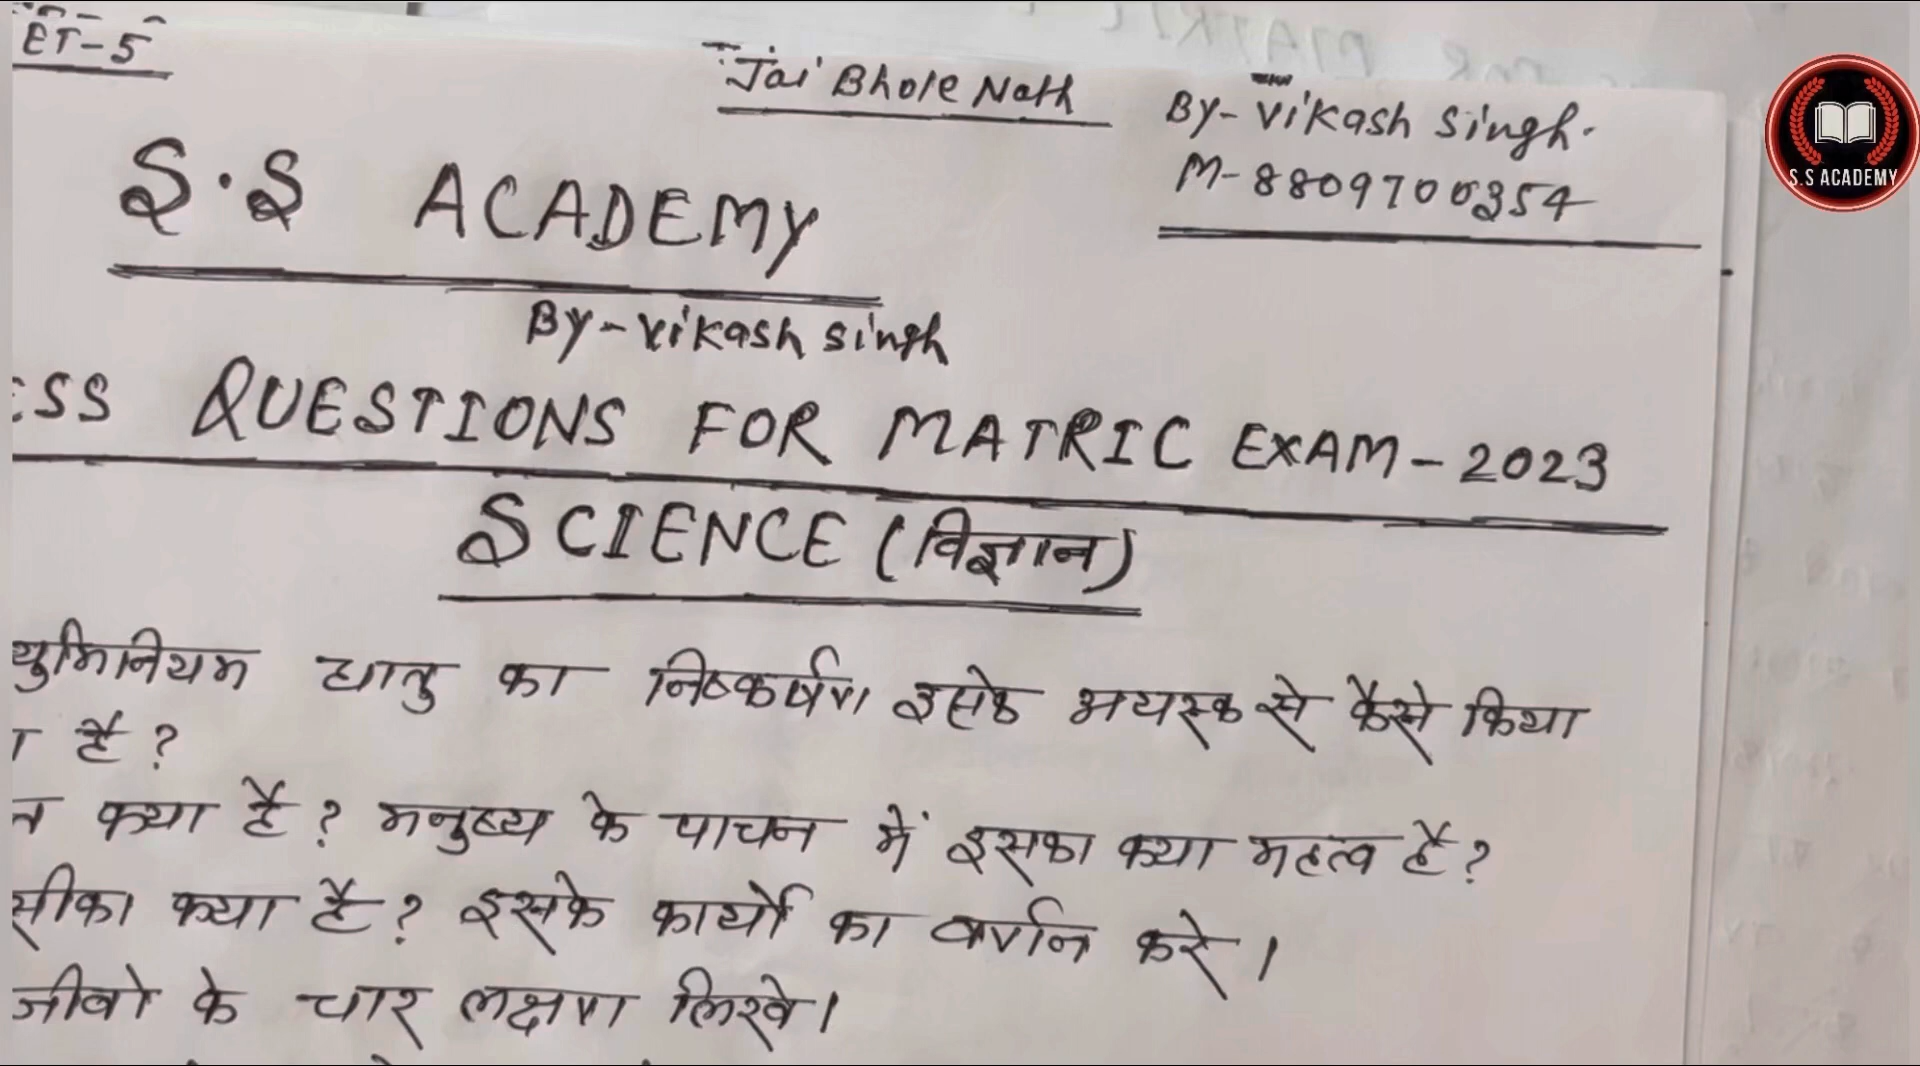 ET-5
Jai Bhole Nath
By- Vikash Singh.
M- 8809700354
S.S ACADEMY
S.S ACADEMY
By-Vikash Singh
ESS QUESTIONS FOR MATRIC EXAM-2023
SCIENCE (विज्ञान)
युमिनियम धातु का निष्कर्षण इसके अयस्क से कैसे किया
है?
त क्या है? मनुष्य के पाचन में इसका क्या महत्व है?
सीका क्या है? इसके कार्यो का वर्णन करे।
जीवो के चार लक्षण लिखे।